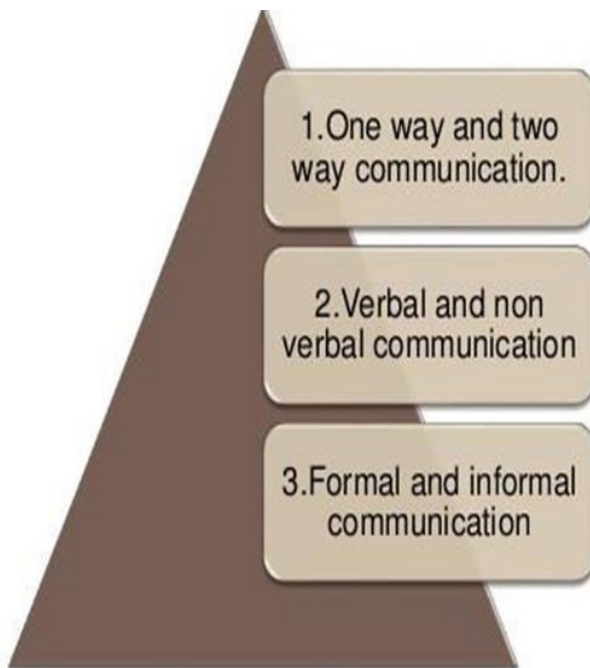 1.One way and two
way communication.
2.Verbal and non
verbal communication
3.Formal and informal
communication